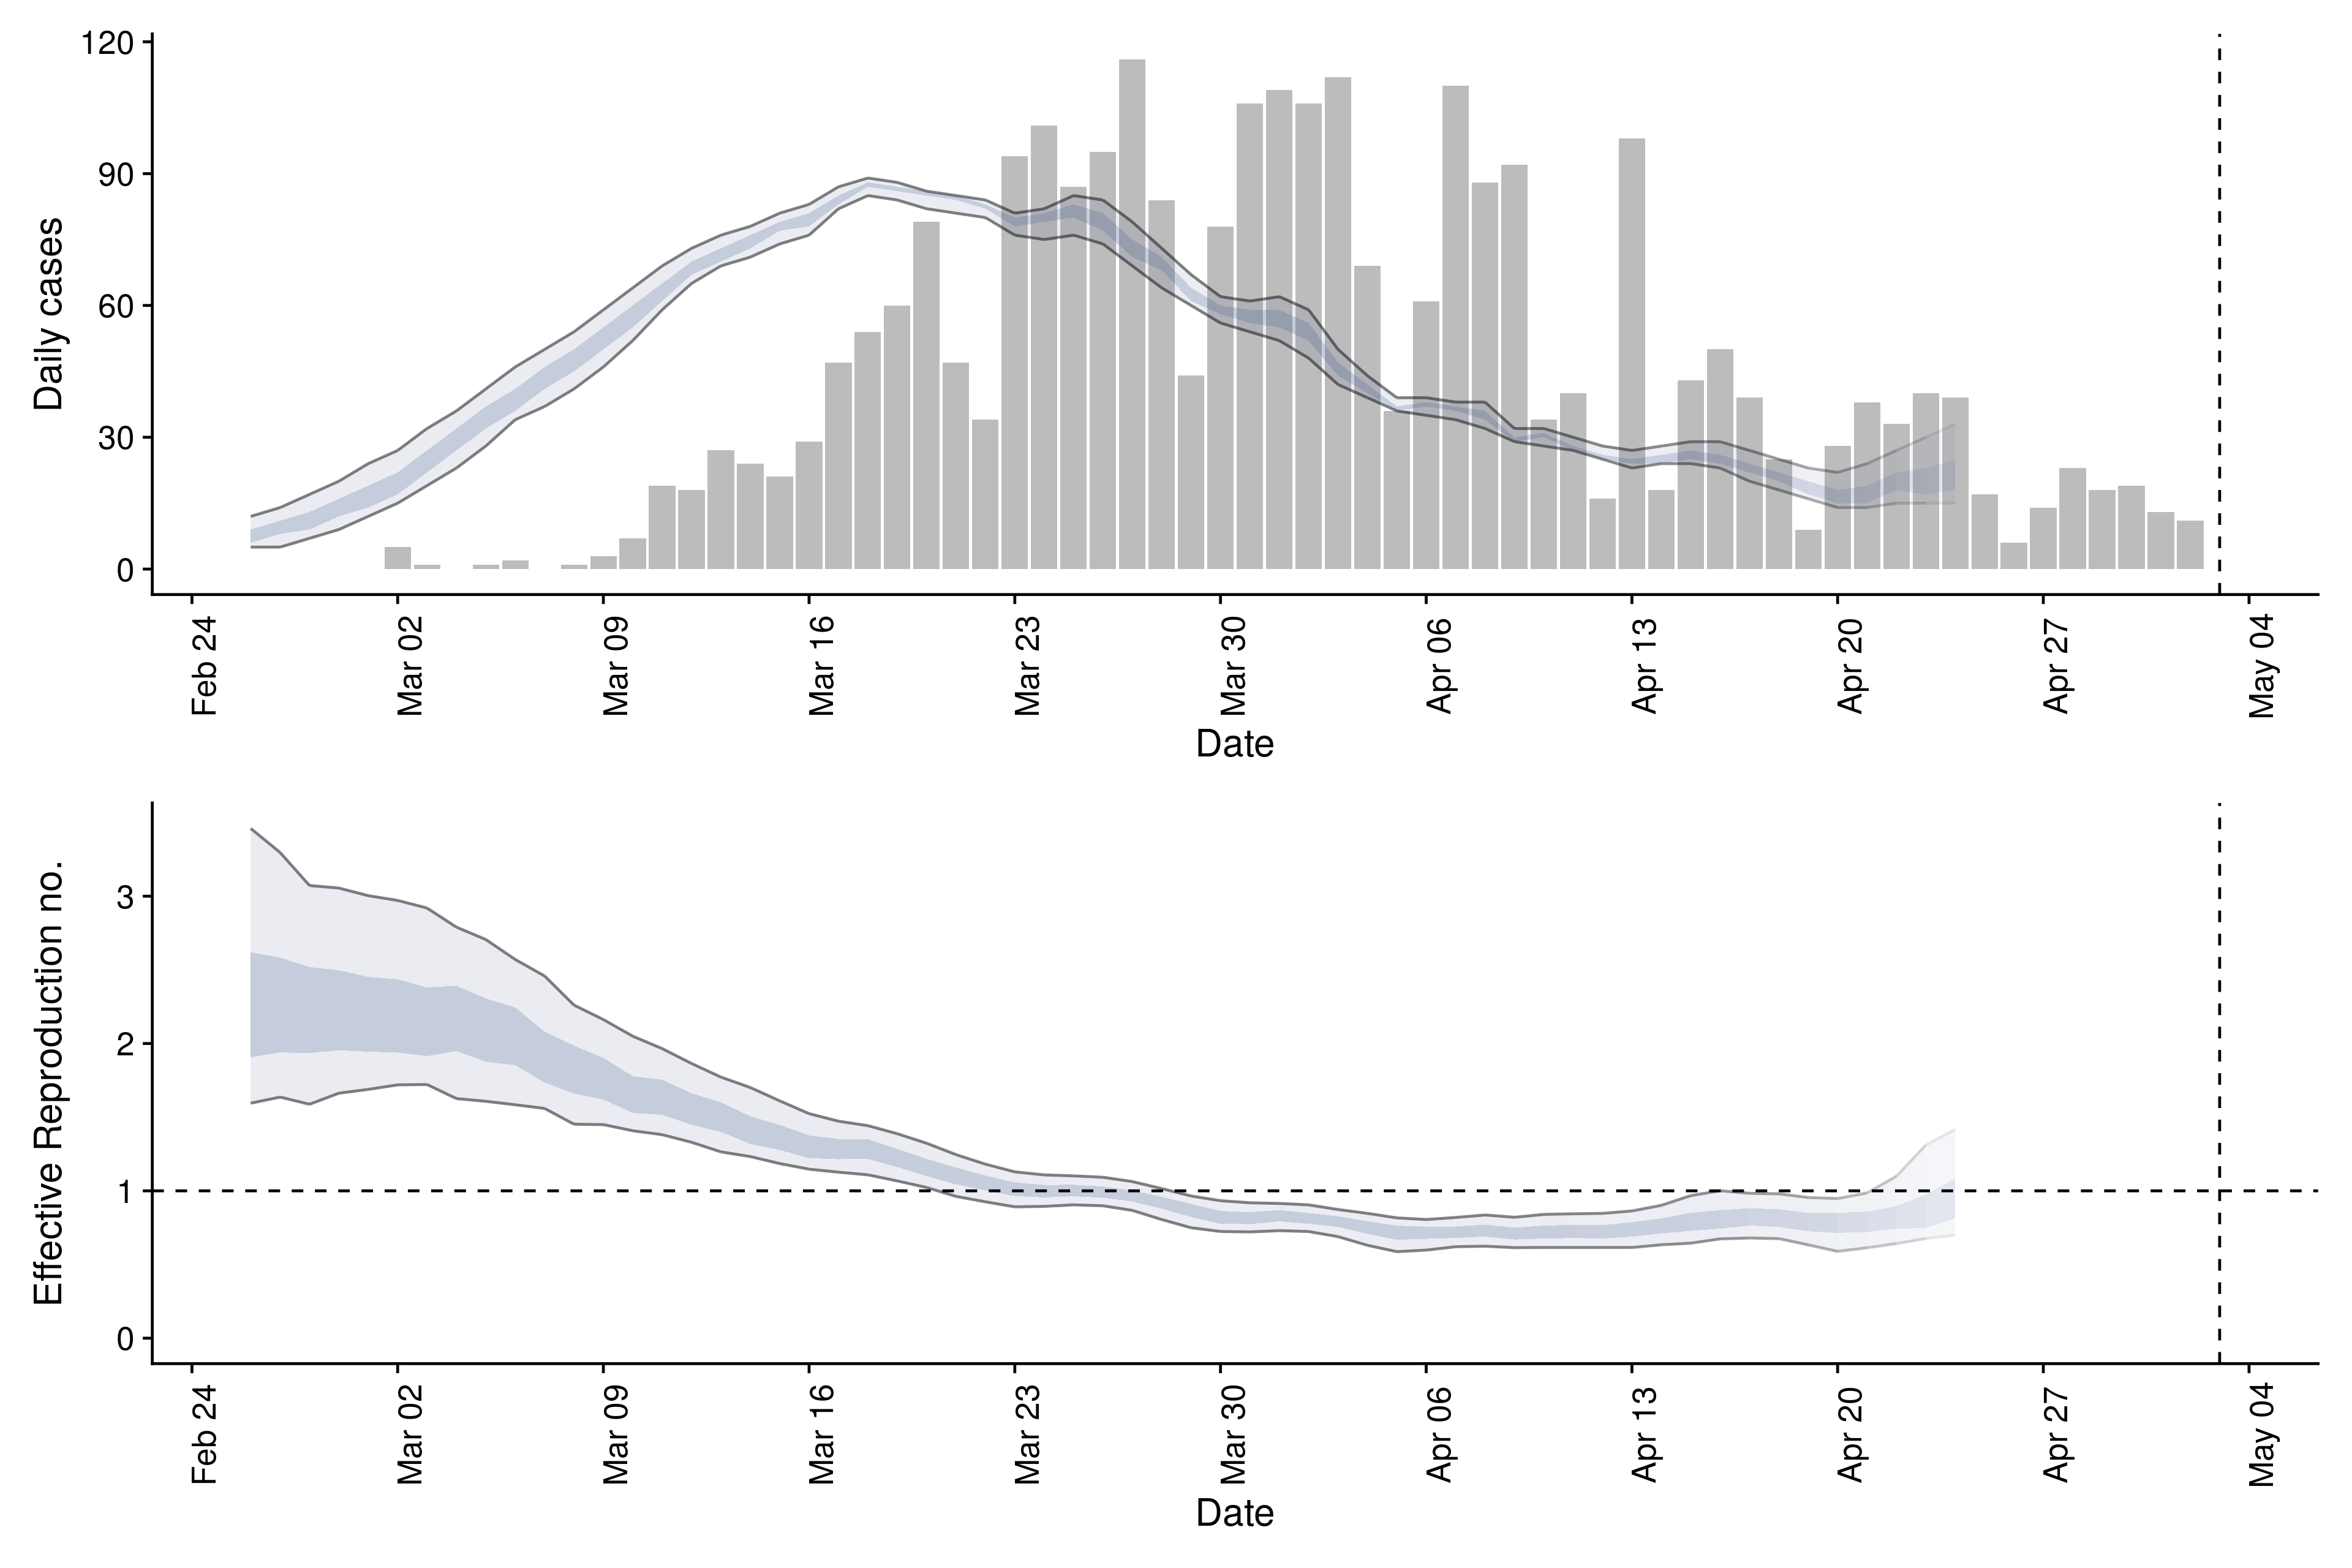 Daily cases
120
90
60
30
0
Feb 24
Mar 02
Mar 09
Mar 16
Mar 23
Mar 30
Apr 06
Apr 13
Apr 20
Apr 27
May 04
Date
Effective Reproduction no.
3
2
1
0
Feb 24
Mar 02
Mar 09
Mar 16
Mar 23
Mar 30
Apr 06
Apr 13
Apr 20
Apr 27
May 04
Date